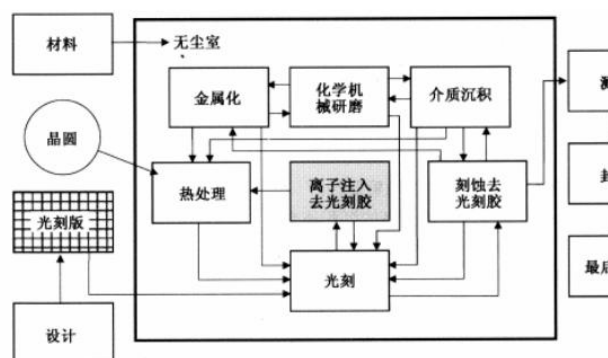 材料
无尘室
金属化
化学机
械研磨
介质沉积
晶圆
热处理
离子注入
去光刻胶
刻蚀去
光刻胶
光刻版
光刻
设计
最后